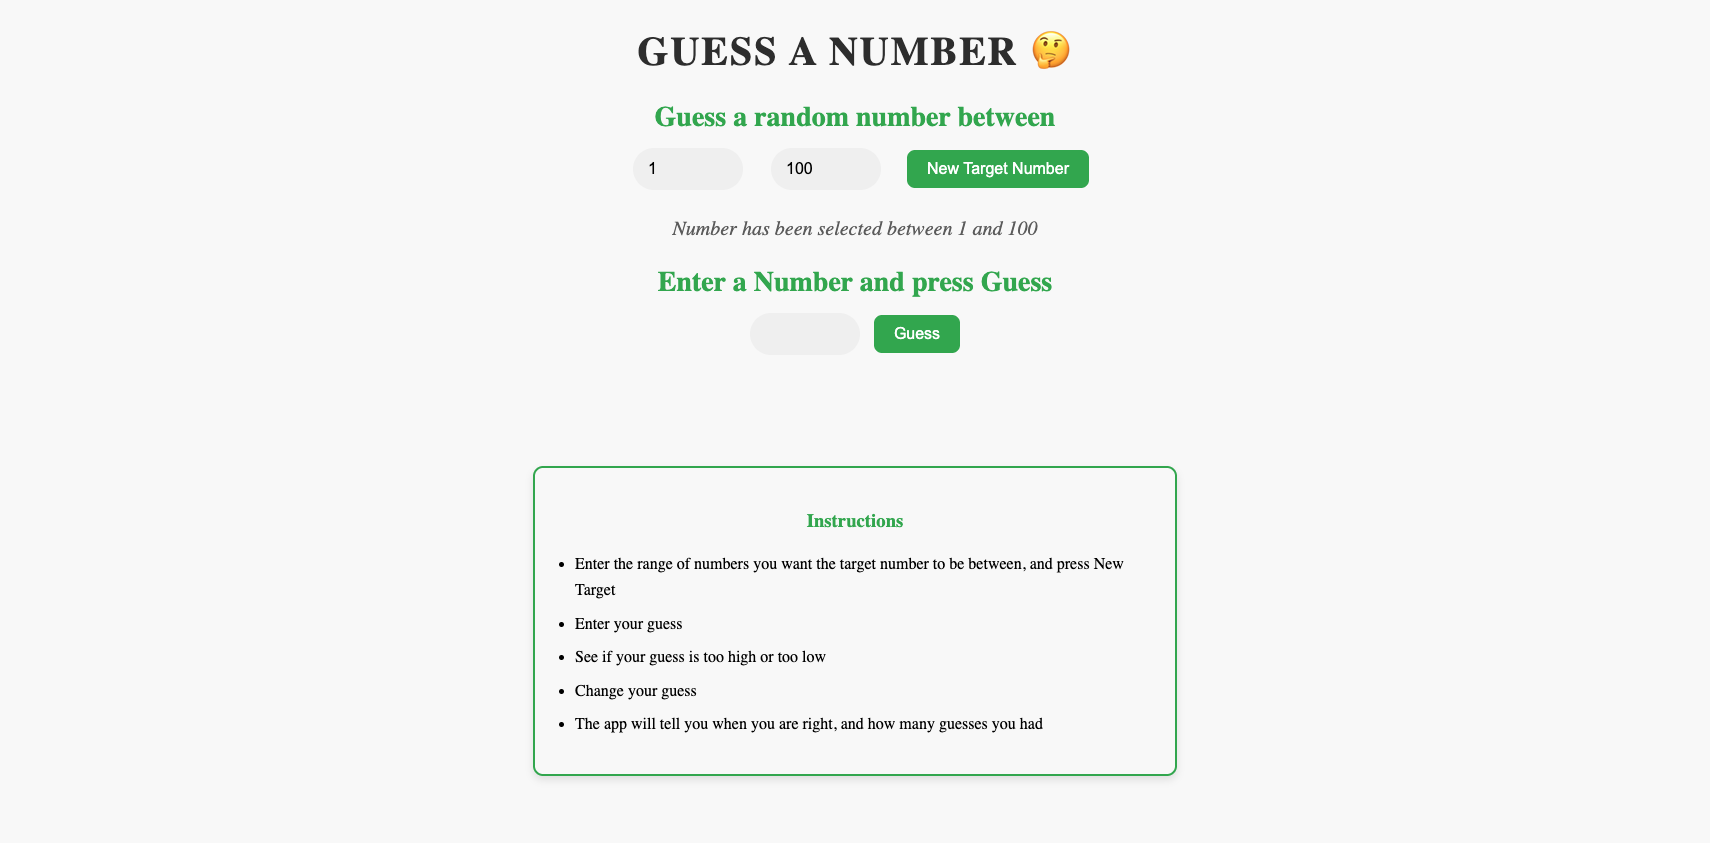 GUESS A NUMBER 🤔
Guess a random number between
1 100 New Target Number
Number has been selected between 1 and 100
Enter a Number and press Guess
Guess
Instructions
• Enter the range of numbers you want the target number to be between, and press New
Target
• Enter your guess
• See if your guess is too high or too low
• Change your guess
• The app will tell you when you are right, and how many guesses you had